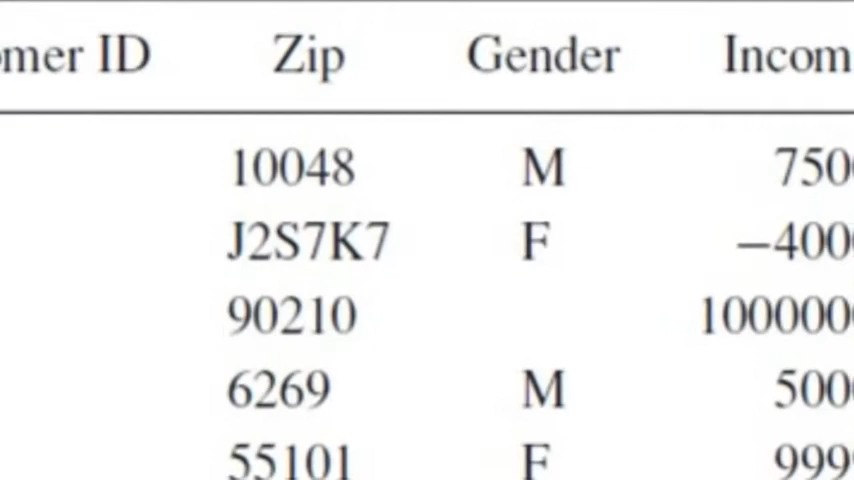 omer ID Zip Gender Incom
10048 M 750
J2S7K7 F −400
90210 100000
6269 M 500
55101 F 999